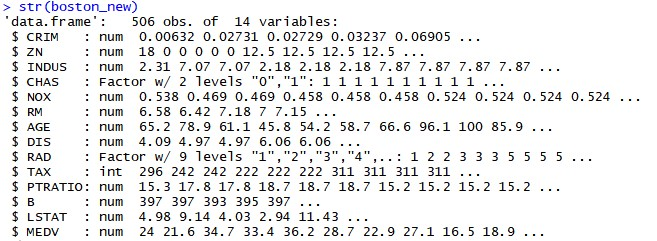 > str(boston_new)
'data.frame':   506 obs. of  14 variables:
 $ CRIM   : num  0.00632 0.02731 0.02729 0.03237 0.06905 ...
 $ ZN     : num  18 0 0 0 0 0 12.5 12.5 12.5 12.5 ...
 $ INDUS  : num  2.31 7.07 7.07 2.18 2.18 2.18 7.87 7.87 7.87 7.87 ...
 $ CHAS   : Factor w/ 2 levels "0","1": 1 1 1 1 1 1 1 1 1 1 ...
 $ NOX    : num  0.538 0.469 0.469 0.458 0.458 0.458 0.524 0.524 0.524 0.524 ...
 $ RM     : num  6.58 6.42 7.18 7 7.15 ...
 $ AGE    : num  65.2 78.9 61.1 45.8 54.2 58.7 66.6 96.1 100 85.9 ...
 $ DIS    : num  4.09 4.97 4.97 6.06 6.06 ...
 $ RAD    : Factor w/ 9 levels "1","2","3","4",..: 1 2 2 3 3 3 5 5 5 5 ...
 $ TAX    : int  296 242 242 222 222 222 311 311 311 311 ...
 $ PTRATIO: num  15.3 17.8 17.8 18.7 18.7 18.7 15.2 15.2 15.2 15.2 ...
 $ B      : num  397 397 393 395 397 ...
 $ LSTAT  : num  4.98 9.14 4.03 2.94 11.43 ...
 $ MEDV   : num  24 21.6 34.7 33.4 36.2 28.7 22.9 27.1 16.5 18.9 ...